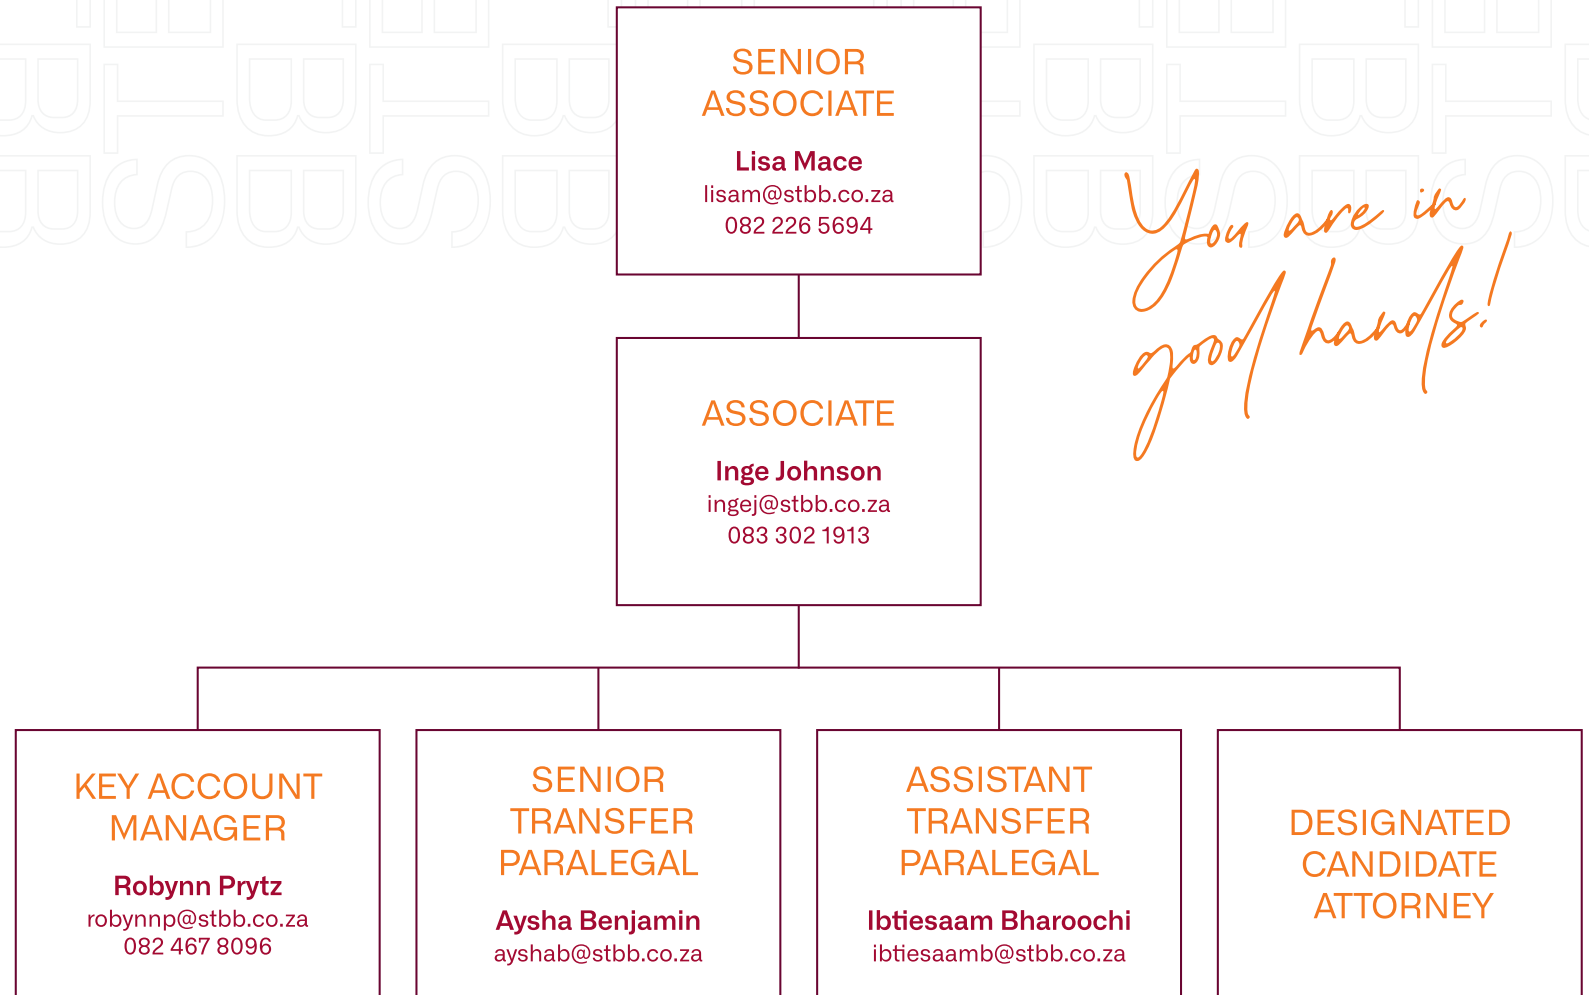 SENIOR
ASSOCIATE
Lisa Mace
lisam@stbb.co.za
082 226 5694
You are in
good hands!
ASSOCIATE
Inge Johnson
ingej@stbb.co.za
083 302 1913
KEY ACCOUNT
MANAGER
Robynn Prytz
robynnp@stbb.co.za
082 467 8096
SENIOR
TRANSFER
PARALEGAL
Aysha Benjamin
ayshab@stbb.co.za
ASSISTANT
TRANSFER
PARALEGAL
Ibtiesaam Bharoochi
ibtiesaamb@stbb.co.za
DESIGNATED
CANDIDATE
ATTORNEY